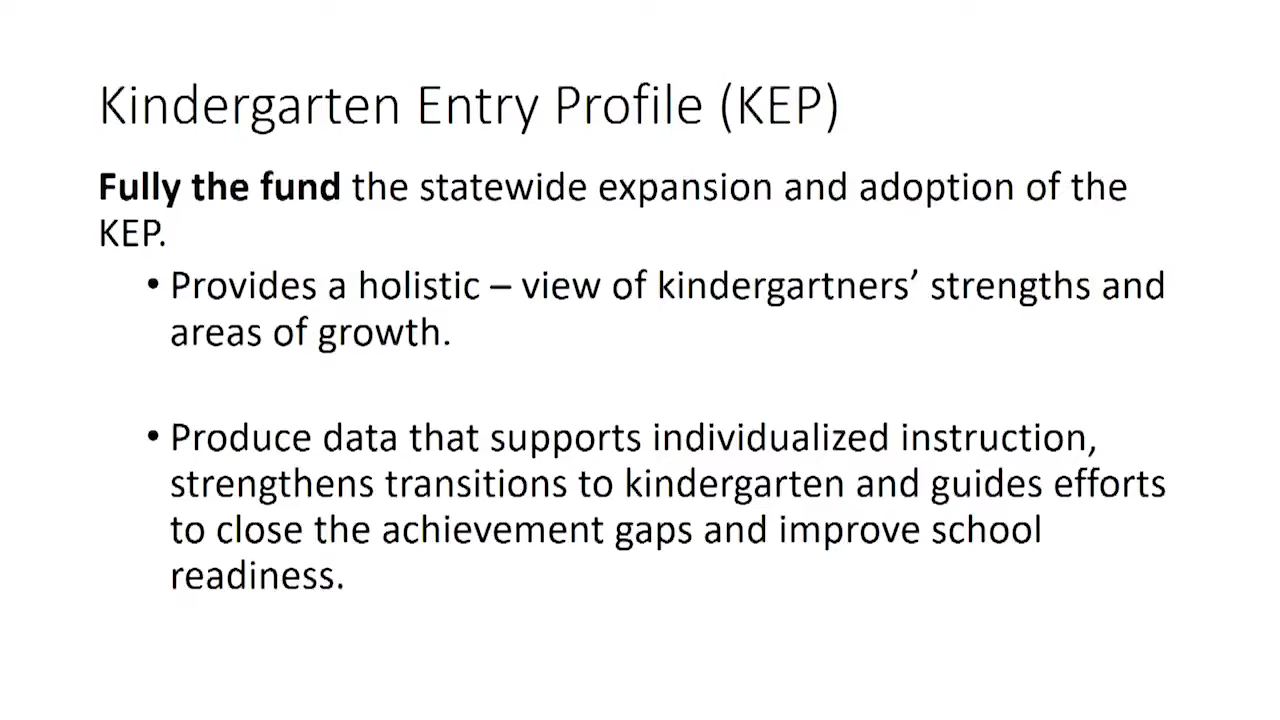 Kindergarten Entry Profile (KEP)
Fully the fund the statewide expansion and adoption of the
KEP.
• Provides a holistic – view of kindergartners’ strengths and
areas of growth.
• Produce data that supports individualized instruction,
strengthens transitions to kindergarten and guides efforts
to close the achievement gaps and improve school
readiness.